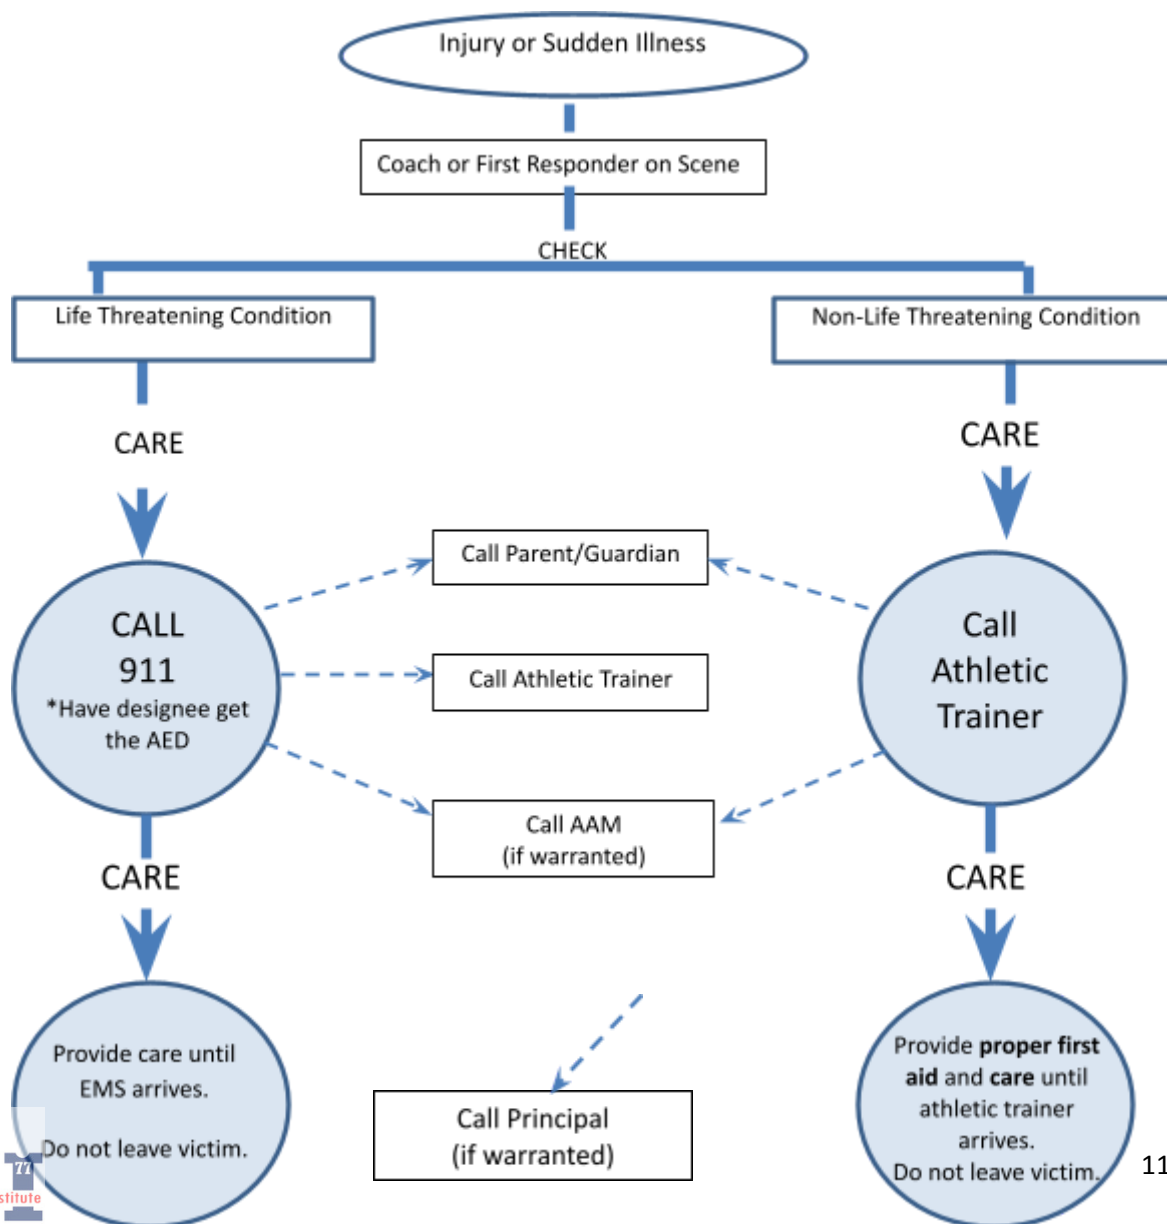 Injury or Sudden Illness
Coach or First Responder on Scene
CHECK
Life Threatening Condition
Non-Life Threatening Condition
CARE
CARE
CALL
911
*Have designee get
the AED
Call Parent/Guardian
Call Athletic Trainer
Call AAM
(if warranted)
Call
Athletic
Trainer
CARE
CARE
Provide care until
EMS arrives.
Do not leave victim.
Call Principal
(if warranted)
Provide proper first
aid and care until
athletic trainer
arrives.
Do not leave victim.
77
stitute
11